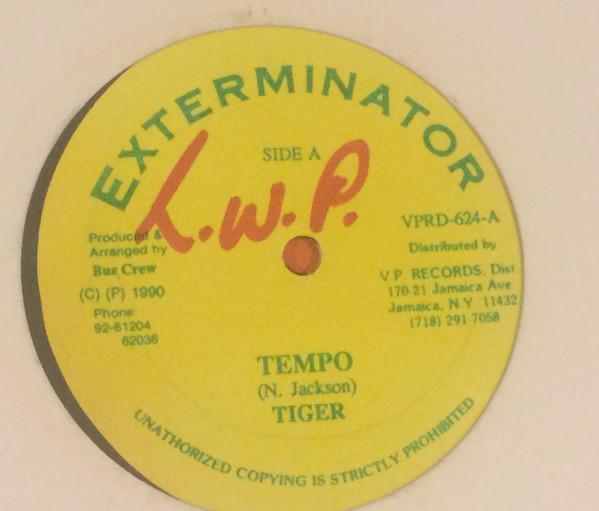 EXTERMINATOR
SIDE A
L.W.P.
Produced &
Arranged by
Bus Crew
(C) (P) 1990
Phone:
92-61204
62036
VPRD-624-A
Distributed by
V.P. RECORDS. Dist
170-21 Jamaica Ave.
Jamaica, N.Y 11432
(718) 291-7058
TEMPO
(N. Jackson)
TIGER
UNATHORIZED COPYING IS STRICTLY PROHIBITED